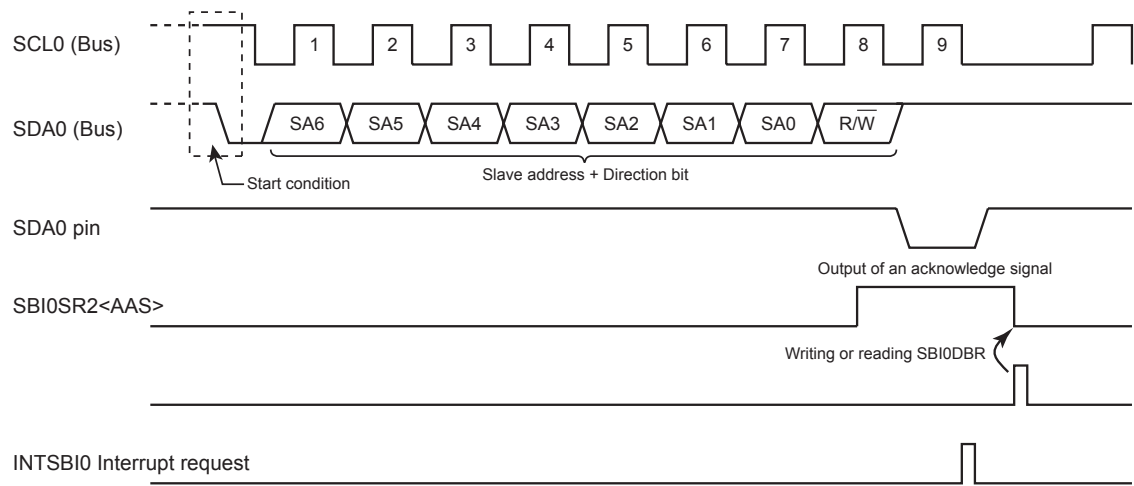 SCL0 (Bus)
1 2 3 4 5 6 7 8 9
SDA0 (Bus)
SA6 SA5 SA4 SA3 SA2 SA1 SA0 R/W̅
Start condition
Slave address + Direction bit
SDA0 pin
Output of an acknowledge signal
SBI0SR2<AAS>
Writing or reading SBI0DBR
INTSBI0 Interrupt request